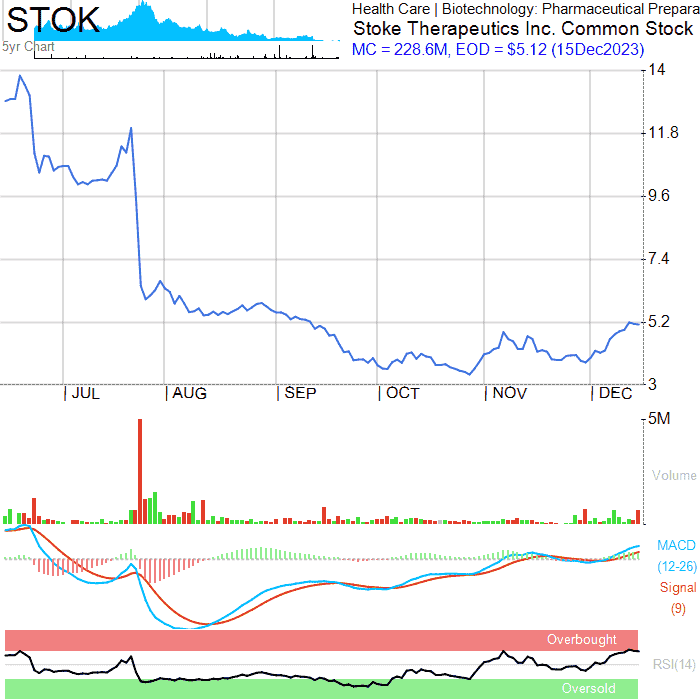 STOK
5yr Chart
Health Care | Biotechnology: Pharmaceutical Prepara
Stoke Therapeutics Inc. Common Stock
MC = 228.6M, EOD = $5.12 (15Dec2023)
14
11.8
9.6
7.4
5.2
3
| JUL | AUG | SEP | OCT | NOV | DEC
5M
Volume
MACD
(12-26)
Signal
(9)
Overbought
RSI(14)
Oversold